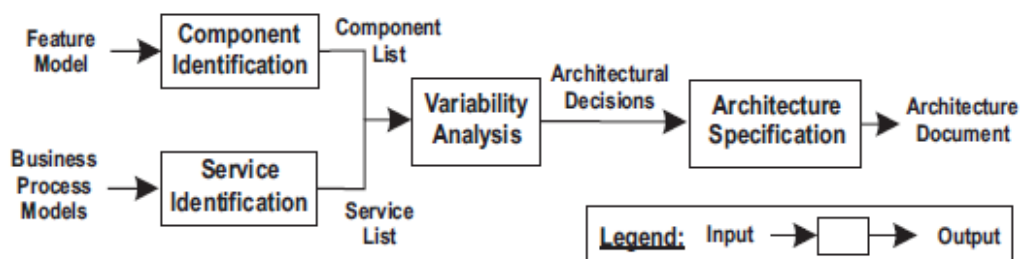 Feature
Model
Component
Identification
Component
List
Business
Process
Models
Service
Identification
Service
List
Variability
Analysis
Architectural
Decisions
Architecture
Specification
Architecture
Document
Legend: Input Output